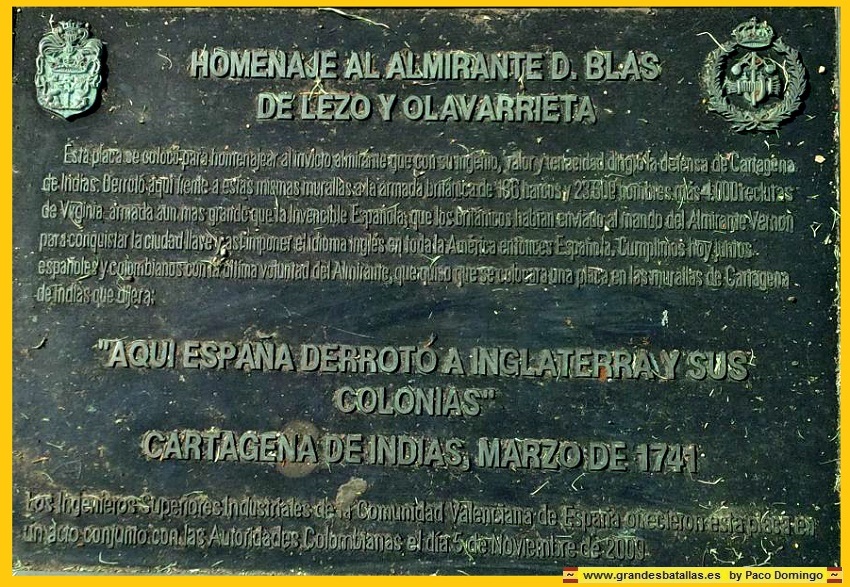 HOMENAJE AL ALMIRANTE D. BLAS
DE LEZO Y OLAVARRIETA
Esta placa se colocó para homenajear al invicto almirante que con su ingenio, valor y tenacidad dirigió la defensa de Cartagena
de Indias. Derrotó aquí frente a estas mismas murallas a la armada británica de 186 barcos y 23.600 hombres más 4.000 reclutas
de Virginia. armada aun mas grande que la Invencible Española, que los británicos habían enviado al mando del Almirante Vernon
para conquistar la ciudad llave y así imponer el idioma inglés en toda la América entonces Española. Cumplimos hoy juntos
españoles y colombianos con la última voluntad del Almirante, que quiso que se colocara una placa en las murallas de Cartagena
de Indias que dijera:
"AQUI ESPAÑA DERROTO A INGLATERRA Y SUS
COLONIAS"
CARTAGENA DE INDIAS, MARZO DE 1741
Los Ingenieros Superiores Industriales de la Comunidad Valenciana de España ofrecieron esta placa en
un acto conjunto con las Autoridades Colombianas el día 5 de Noviembre de 2009
www.grandesbatallas.es by Paco Domingo